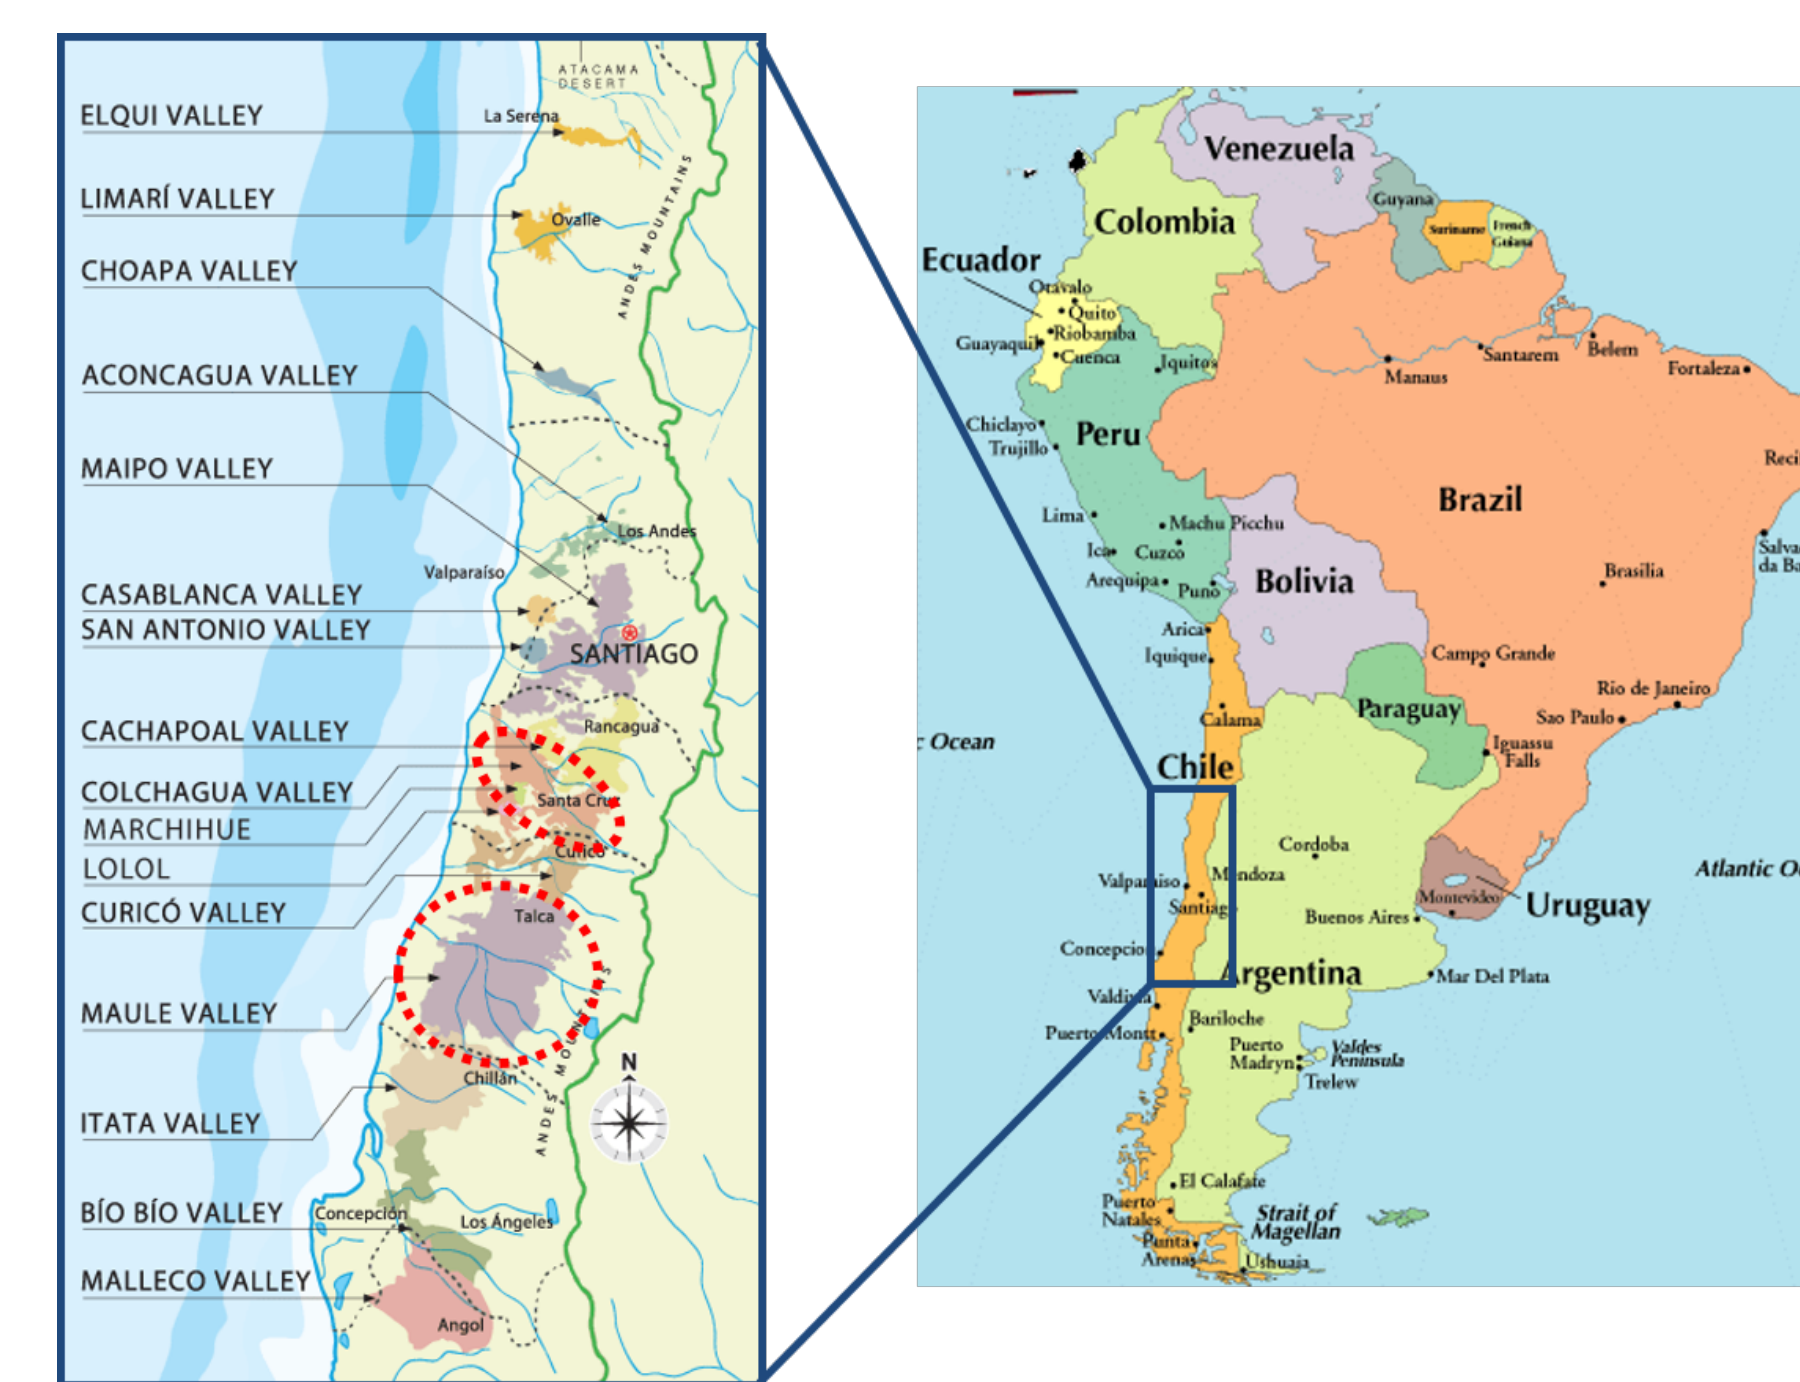 ATACAMA
DESERT
ELQUI VALLEY
La Serena
LIMARÍ VALLEY
Ovalle
ANDES MOUNTAINS
CHOAPA VALLEY
ACONCAGUA VALLEY
MAIPO VALLEY
Los Andes
Valparaíso
CASABLANCA VALLEY
SAN ANTONIO VALLEY
SANTIAGO
CACHAPOAL VALLEY
Rancagua
COLCHAGUA VALLEY
Santa Cruz
MARCHIHUE
LOLOL
Curicó
CURICÓ VALLEY
Talca
MAULE VALLEY
ANDES MOUNTAINS
N
Chillán
ITATA VALLEY
BÍO BÍO VALLEY
Concepción
Los Ángeles
MALLECO VALLEY
Angol
Venezuela
Guyana
Suriname
French
Guiana
Colombia
Ecuador
Otavalo
Quito
Riobamba
Guayaquil
Cuenca
Iquitos
Santarem
Belem
Manaus
Fortaleza
Chiclayo
Trujillo
Peru
Reci
Brazil
Lima
Machu Picchu
Ica
Cuzco
Arequipa
Puno
Bolivia
Brasilia
Salva
da Ba
Arica
Iquique
Campo Grande
Rio de Janeiro
Sao Paulo
Calama
Paraguay
Iguassu
Falls
c Ocean
Chile
Cordoba
Mendoza
Valparaiso
Santiago
Buenos Aires
Montevideo
Uruguay
Atlantic O
Concepcion
Argentina
Mar Del Plata
Valdivia
Bariloche
Puerto Montt
Puerto
Madryn
Valdes
Peninsula
Trelew
El Calafate
Puerto
Natales
Strait of
Magellan
Punta
Arenas
Ushuaia